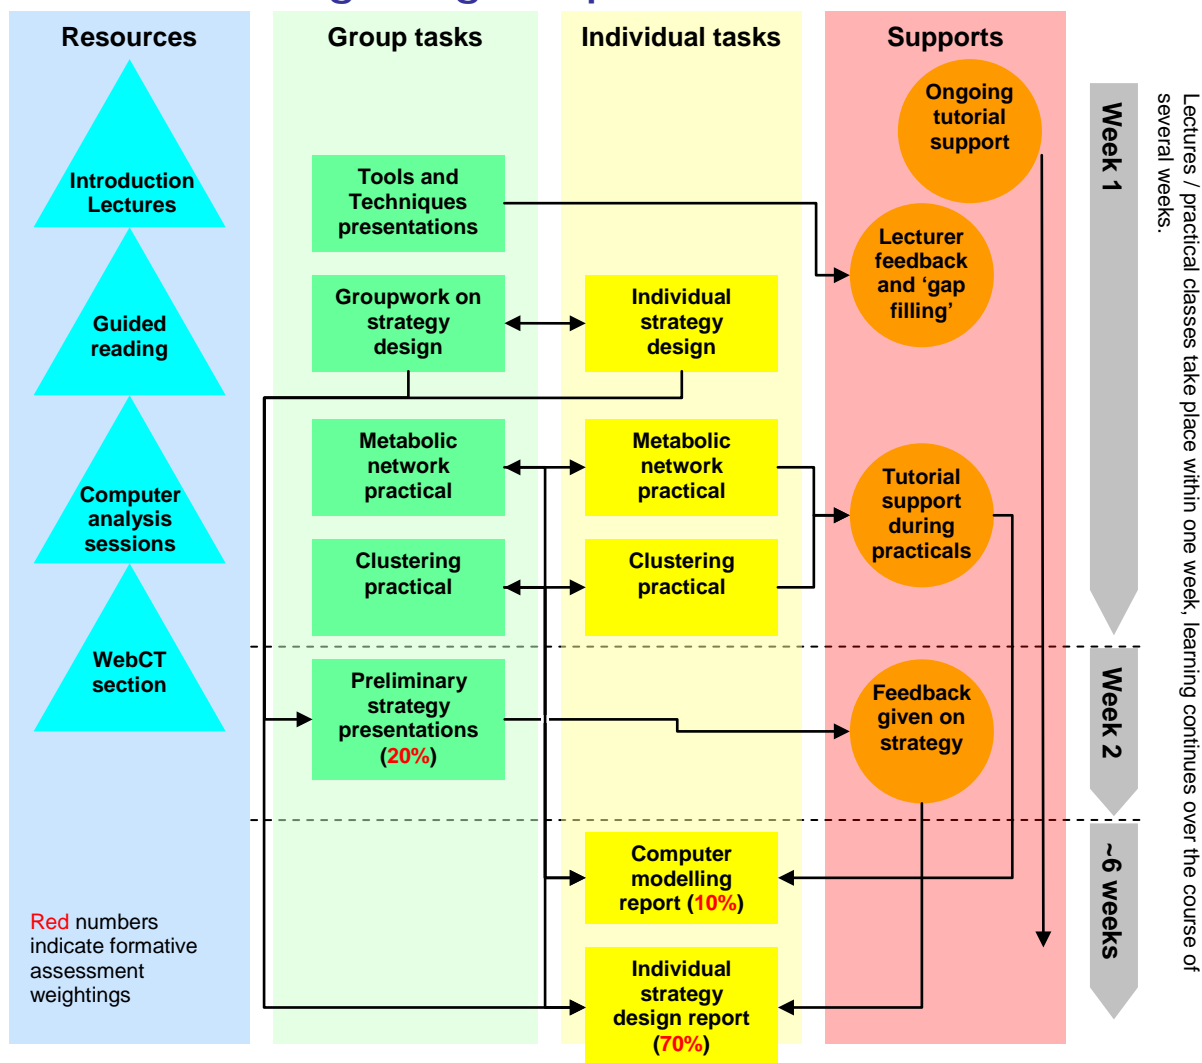 Resources
Group tasks
Individual tasks
Supports
Introduction
Lectures
Guided
reading
Computer
analysis
sessions
WebCT
section
Tools and
Techniques
presentations
Groupwork on
strategy
design
Metabolic
network
practical
Clustering
practical
Preliminary
strategy
presentations
(20%)
Individual
strategy
design
Metabolic
network
practical
Clustering
practical
Computer
modelling
report (10%)
Individual
strategy
design report
(70%)
Ongoing
tutorial
support
Lecturer
feedback
and ‘gap
filling’
Tutorial
support
during
practicals
Feedback
given on
strategy
Week 1
Week 2
~6 weeks
Lectures / practical classes take place within one week, learning continues over the course of
several weeks.
Red numbers
indicate formative
assessment
weightings